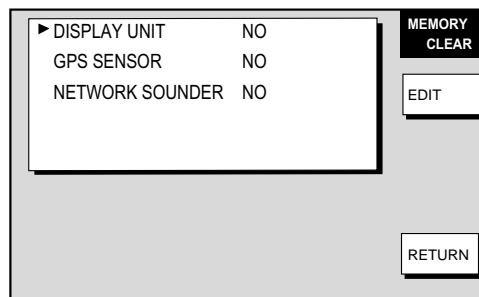 ▶DISPLAY UNIT NO
GPS SENSOR NO
NETWORK SOUNDER NO
MEMORY
CLEAR
EDIT
RETURN